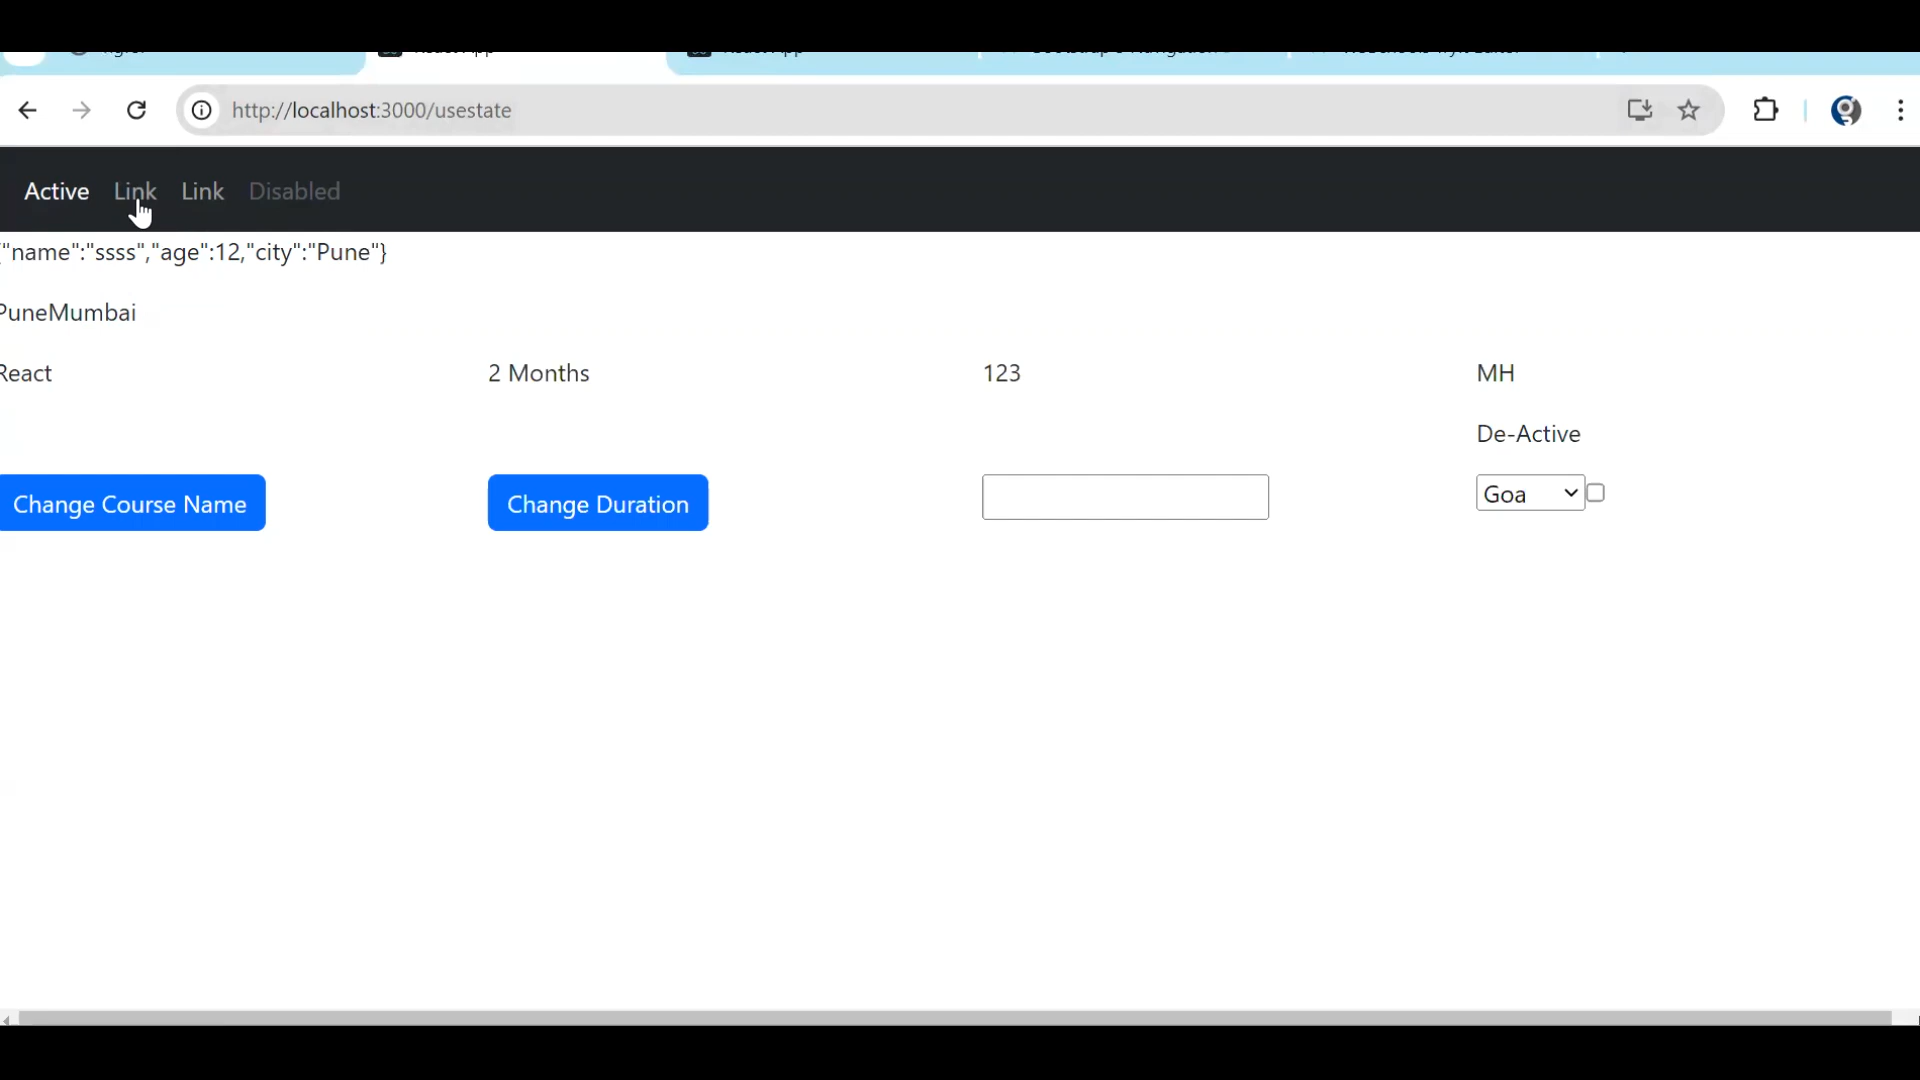 http://localhost:3000/usestate
Active Link Link Disabled
"name":"ssss","age":12,"city":"Pune"}
PuneMumbai
React 2 Months 123 MH
De-Active
Change Course Name Change Duration Goa